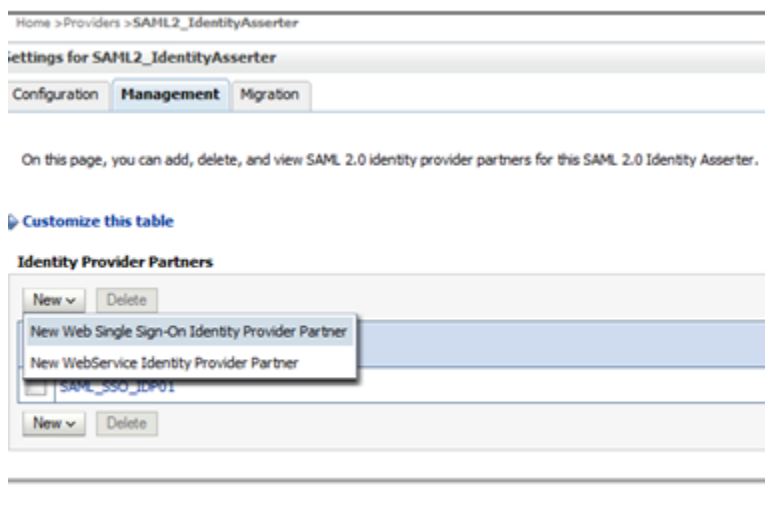 Home >Providers >SAML2_IdentityAsserter
Settings for SAML2_IdentityAsserter
Configuration Management Migration
On this page, you can add, delete, and view SAML 2.0 identity provider partners for this SAML 2.0 Identity Asserter.
Customize this table
Identity Provider Partners
New Delete
New Web Single Sign-On Identity Provider Partner
New WebService Identity Provider Partner
SAML_SSO_IDP01
New Delete